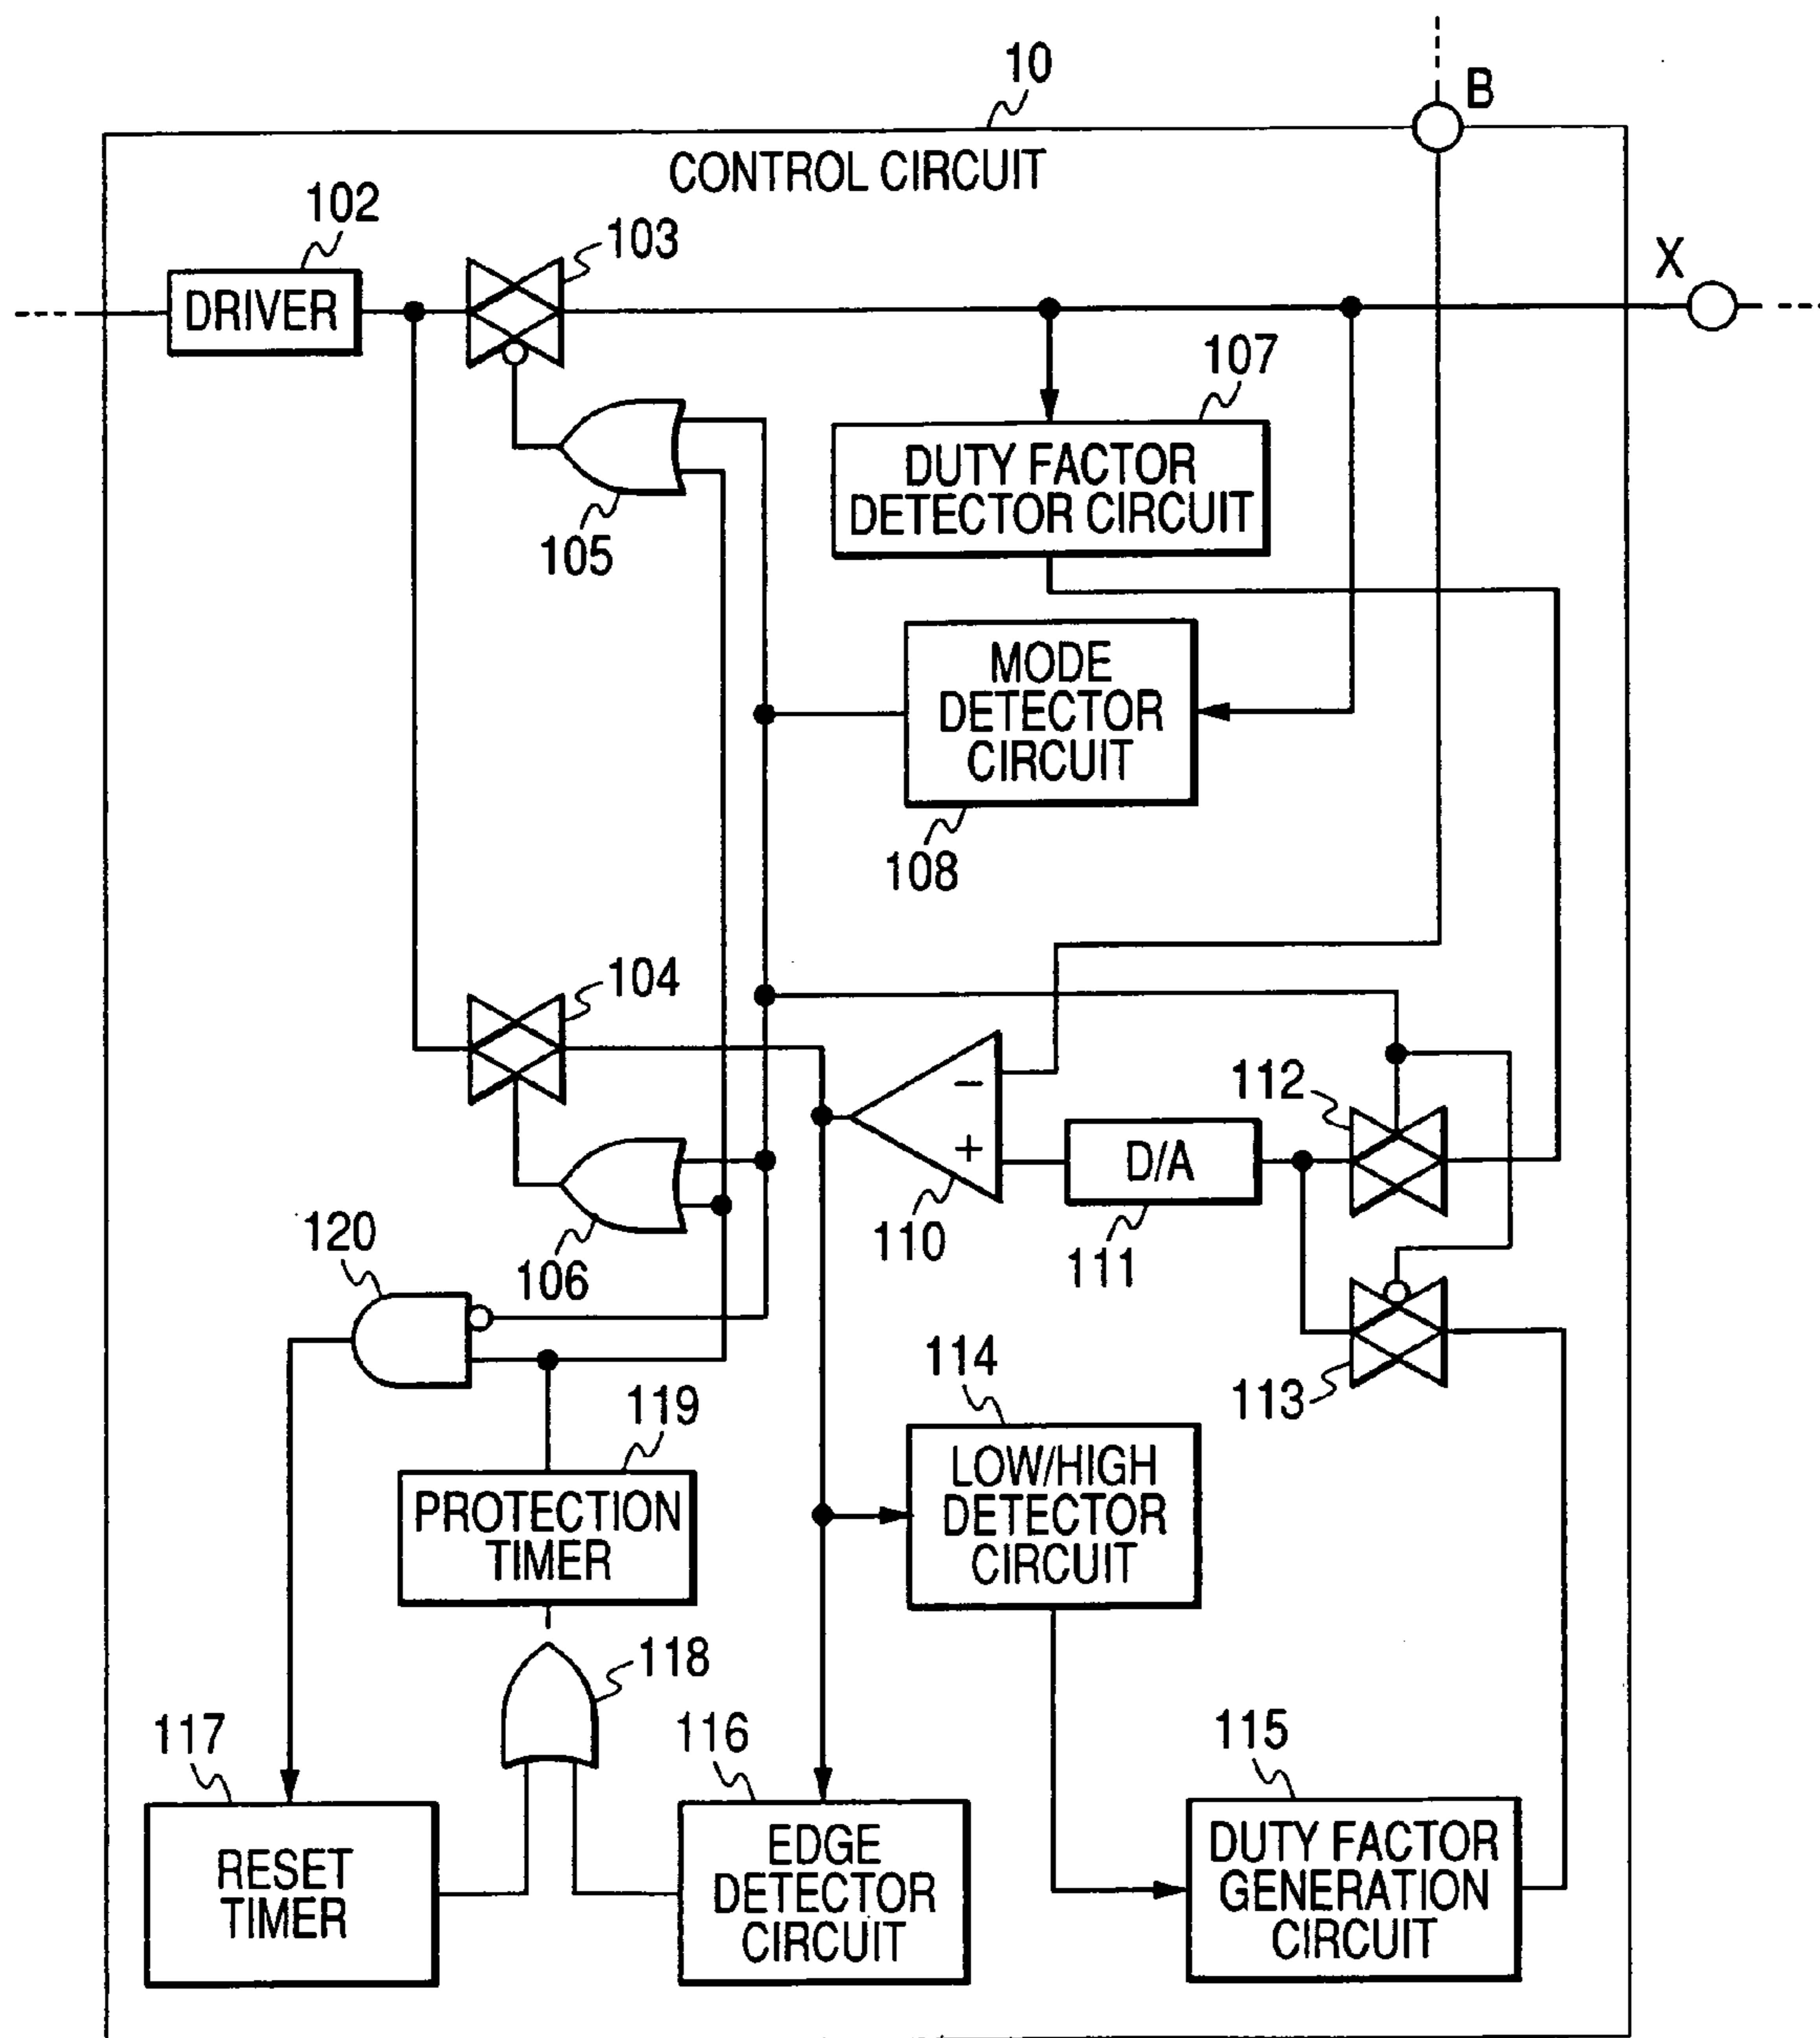 10
B
CONTROL CIRCUIT
102
103
X
DRIVER
107
DUTY FACTOR
DETECTOR CIRCUIT
105
MODE
DETECTOR
CIRCUIT
108
104
112
−
+
D/A
110
111
106
120
113
114
119
LOW/HIGH
DETECTOR
CIRCUIT
PROTECTION
TIMER
118
117
116
115
RESET
TIMER
EDGE
DETECTOR
CIRCUIT
DUTY FACTOR
GENERATION
CIRCUIT